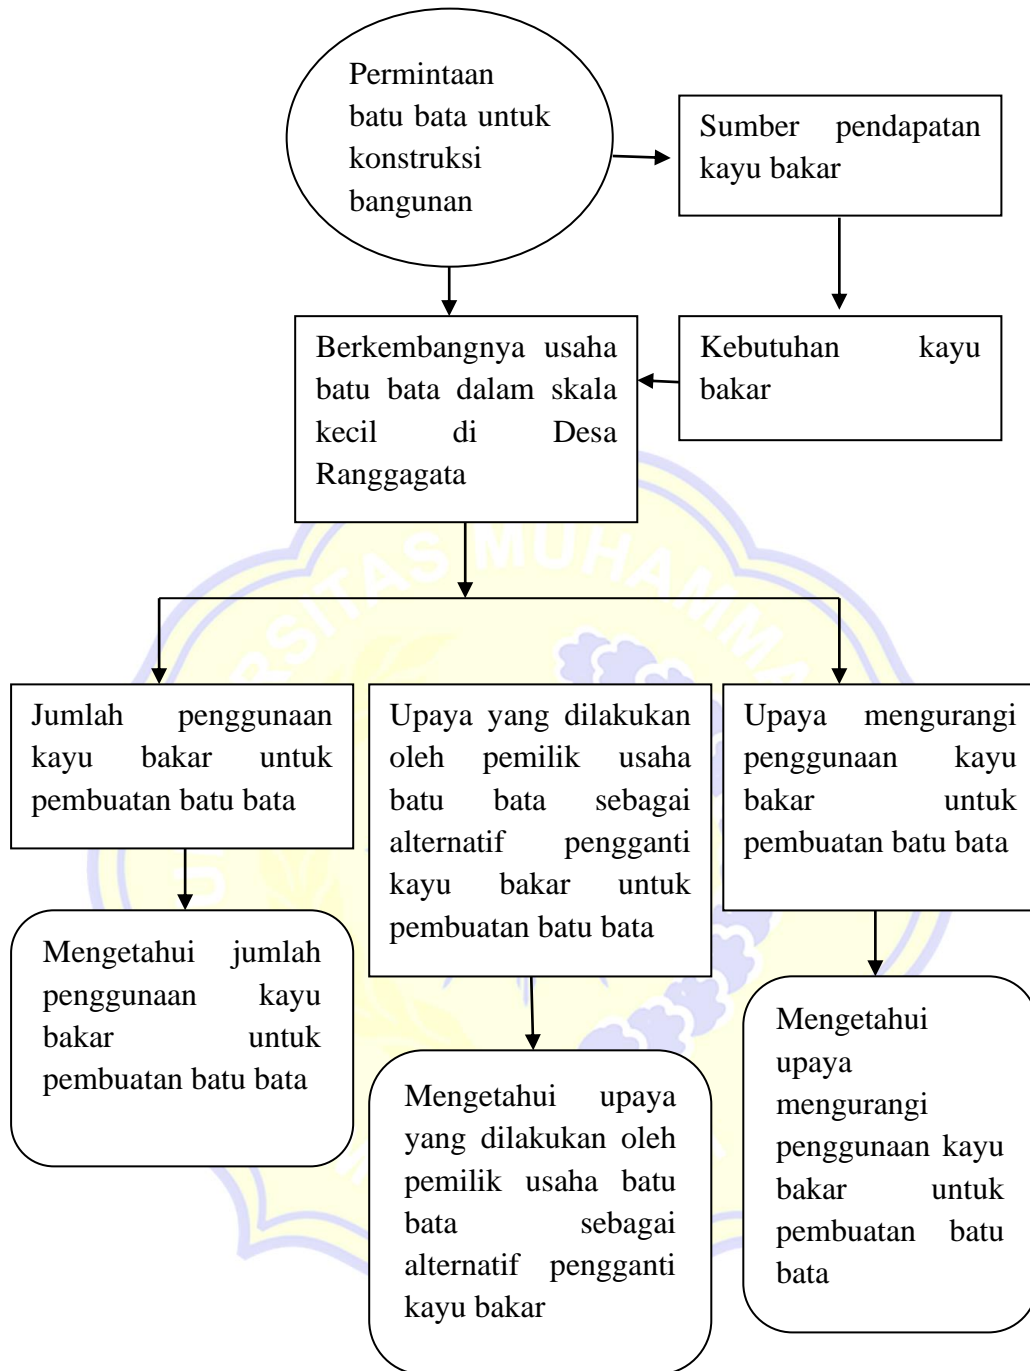 Permintaan
batu bata untuk
konstruksi
bangunan
Sumber pendapatan
kayu bakar
Berkembangnya usaha
batu bata dalam skala
kecil di Desa
Ranggagata
Kebutuhan kayu
bakar
UNIVERSITAS MUHAMMA
Jumlah penggunaan
kayu bakar untuk
pembuatan batu bata
Upaya yang dilakukan
oleh pemilik usaha
batu bata sebagai
alternatif pengganti
kayu bakar untuk
pembuatan batu bata
Upaya mengurangi
penggunaan kayu
bakar untuk
pembuatan batu bata
Mengetahui jumlah
penggunaan kayu
bakar untuk
pembuatan batu bata
Mengetahui upaya
yang dilakukan oleh
pemilik usaha batu
bata sebagai
alternatif pengganti
kayu bakar
Mengetahui
upaya
mengurangi
penggunaan kayu
bakar untuk
pembuatan batu
bata